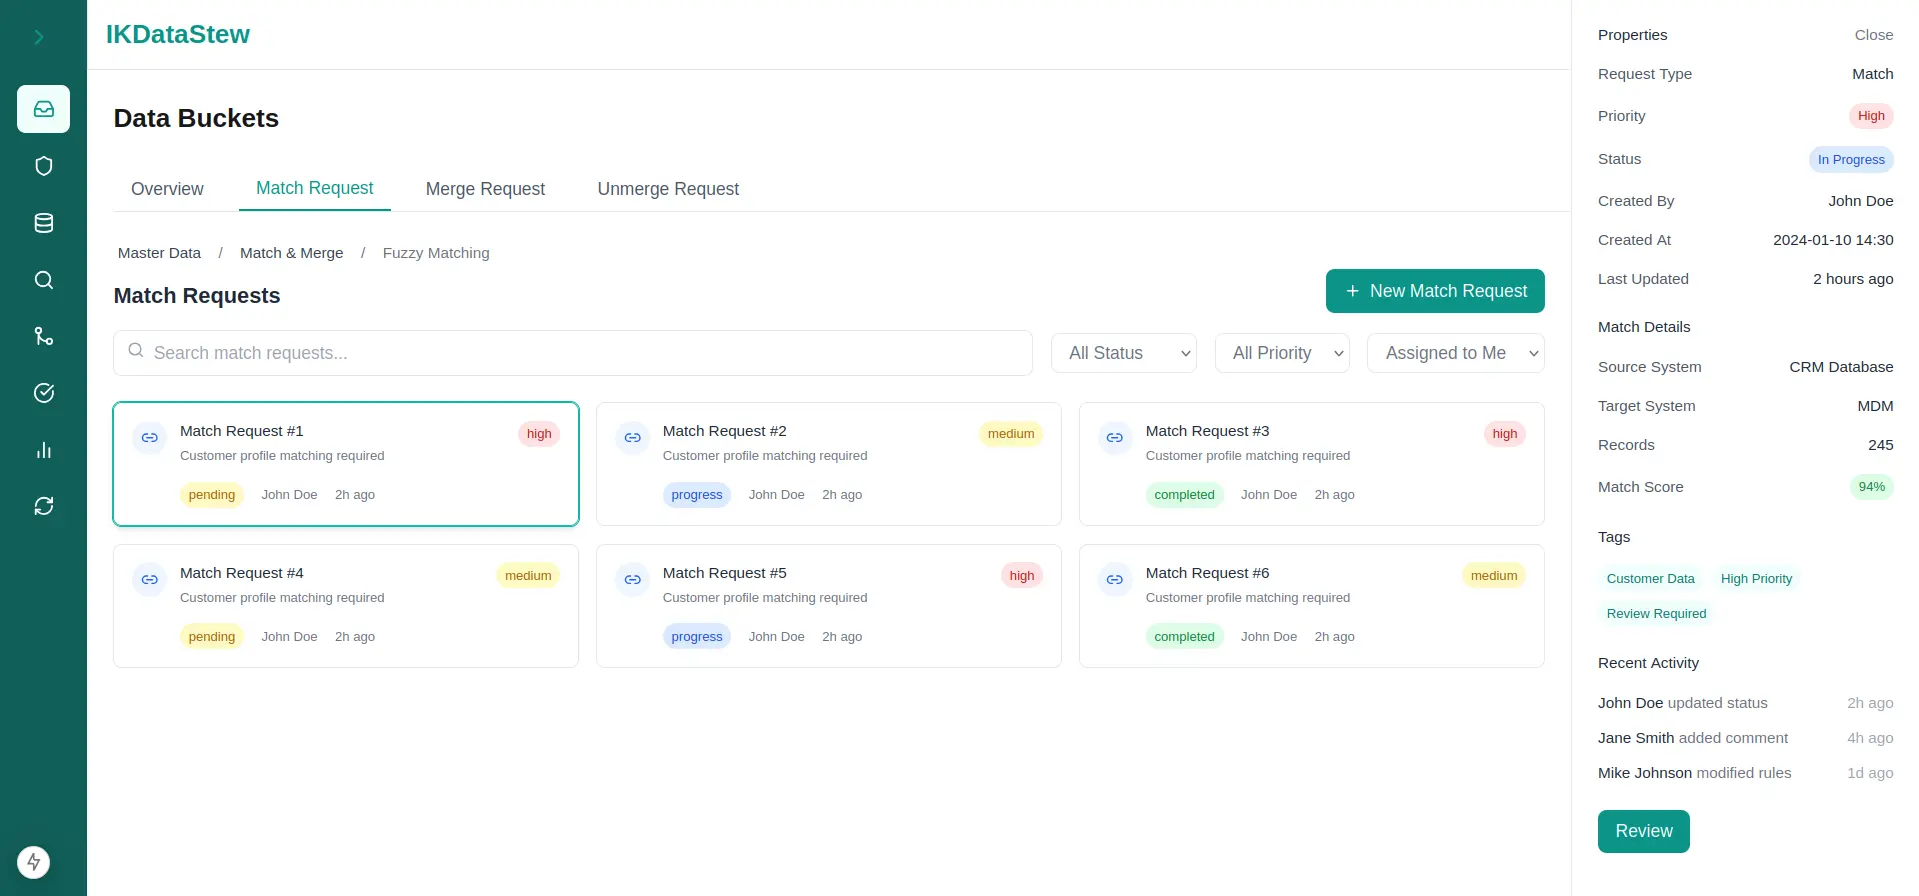 IKDataStew
Data Buckets
Overview
Match Request
Merge Request
Unmerge Request
Master Data / Match & Merge / Fuzzy Matching
Match Requests
+ New Match Request
Search match requests...
All Status
All Priority
Assigned to Me
Match Request #1
high
Customer profile matching required
pending John Doe 2h ago
Match Request #2
medium
Customer profile matching required
progress John Doe 2h ago
Match Request #3
high
Customer profile matching required
completed John Doe 2h ago
Match Request #4
medium
Customer profile matching required
pending John Doe 2h ago
Match Request #5
high
Customer profile matching required
progress John Doe 2h ago
Match Request #6
medium
Customer profile matching required
completed John Doe 2h ago
Properties Close
Request Type Match
Priority High
Status In Progress
Created By John Doe
Created At 2024-01-10 14:30
Last Updated 2 hours ago
Match Details
Source System CRM Database
Target System MDM
Records 245
Match Score 94%
Tags
Customer Data High Priority
Review Required
Recent Activity
John Doe updated status 2h ago
Jane Smith added comment 4h ago
Mike Johnson modified rules 1d ago
Review